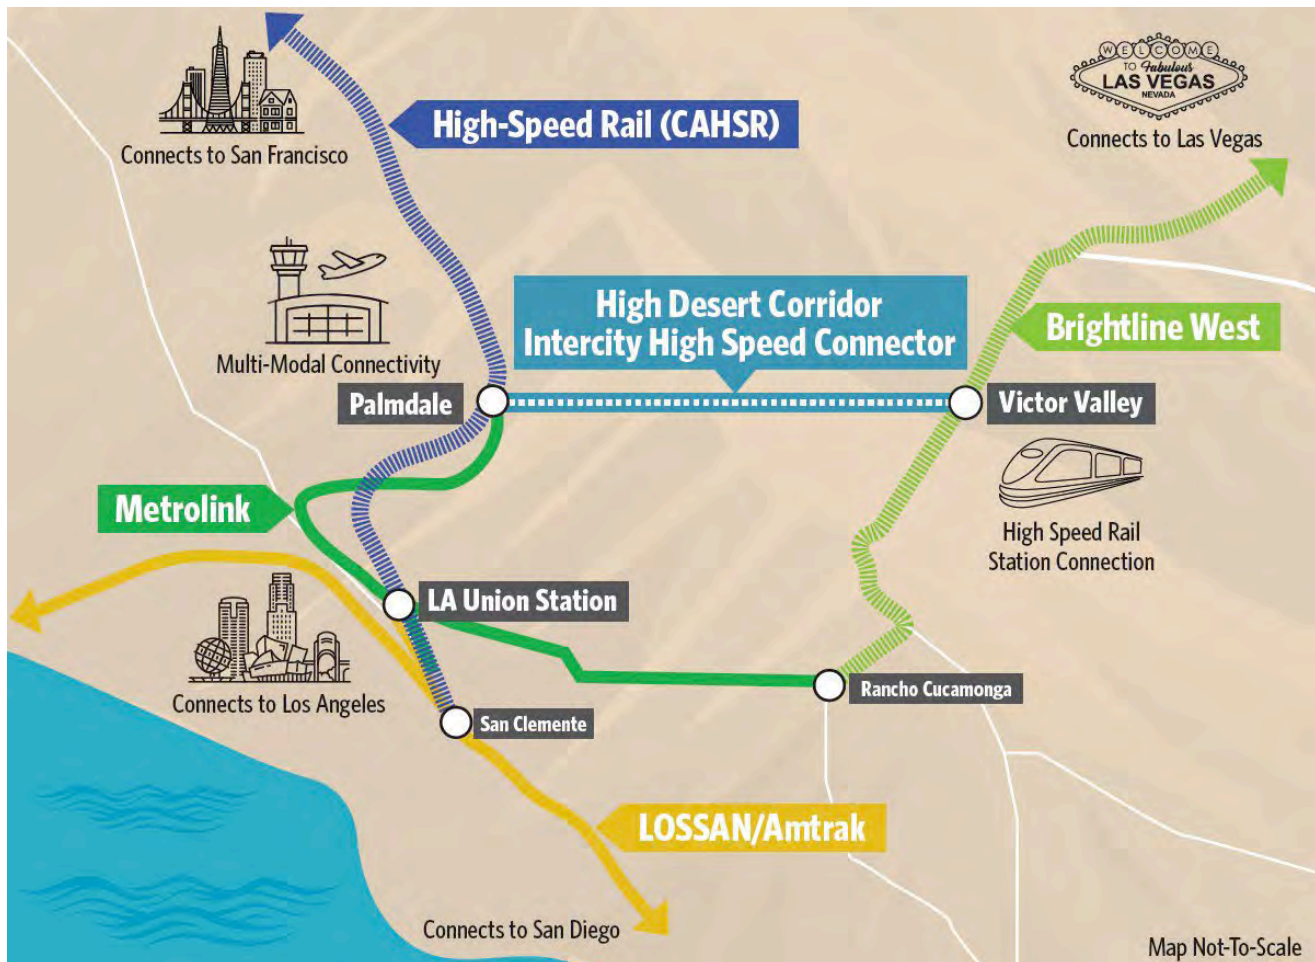 WELCOME
TO Fabulous
LAS VEGAS
NEVADA
Connects to Las Vegas
High-Speed Rail (CAHSR)
Connects to San Francisco
High Desert Corridor
Intercity High Speed Connector
Brightline West
Multi-Modal Connectivity
Palmdale
Victor Valley
Metrolink
High Speed Rail
Station Connection
LA Union Station
Rancho Cucamonga
Connects to Los Angeles
San Clemente
LOSSAN/Amtrak
Connects to San Diego
Map Not-To-Scale